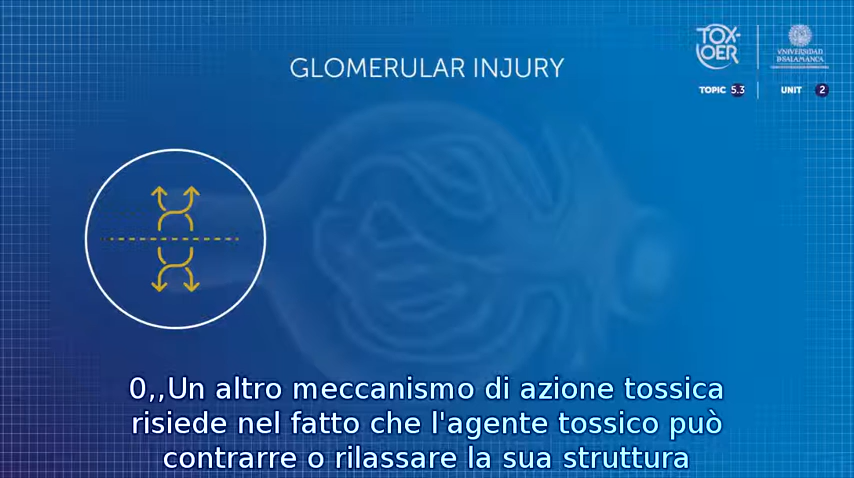 TOX-
OER
VNIVERSIDAD
D SALAMANCA
TOPIC 5.3
UNIT 2
GLOMERULAR INJURY
0,,Un altro meccanismo di azione tossica
risiede nel fatto che l'agente tossico può
contrarre o rilassare la sua struttura